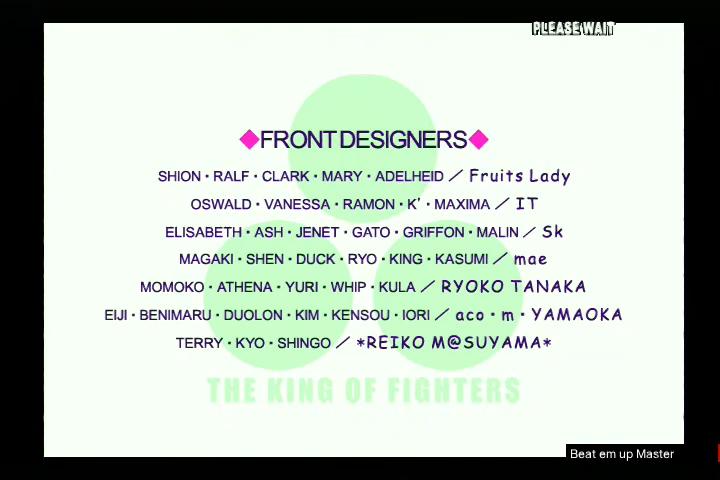 PLEASE WAIT
◆FRONT DESIGNERS◆
SHION・RALF・CLARK・MARY・ADELHEID／Fruits Lady
OSWALD・VANESSA・RAMON・K'・MAXIMA／IT
ELISABETH・ASH・JENET・GATO・GRIFFON・MALIN／Sk
MAGAKI・SHEN・DUCK・RYO・KING・KASUMI／mae
MOMOKO・ATHENA・YURI・WHIP・KULA／RYOKO TANAKA
EIJI・BENIMARU・DUOLON・KIM・KENSOU・IORI／aco・m・YAMAOKA
TERRY・KYO・SHINGO／*REIKO M@SUYAMA*
THE KING OF FIGHTERS
Beat em up Master